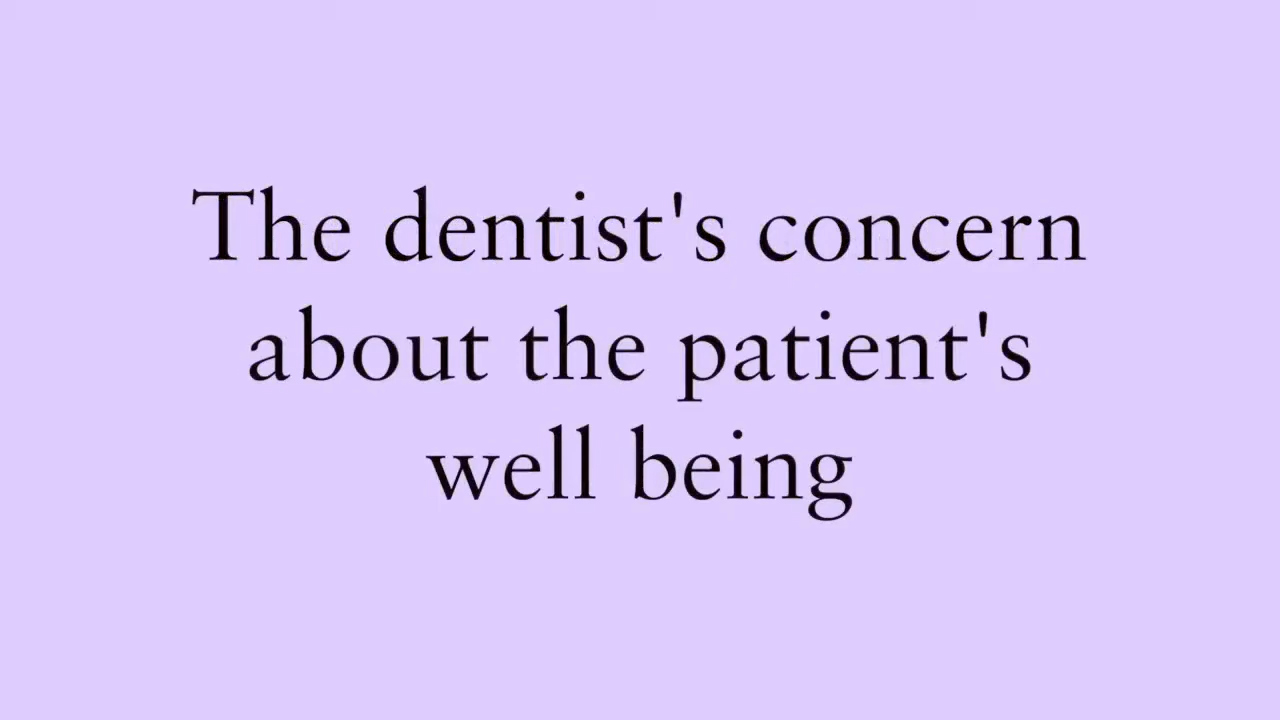 The dentist's concern
about the patient's
well being